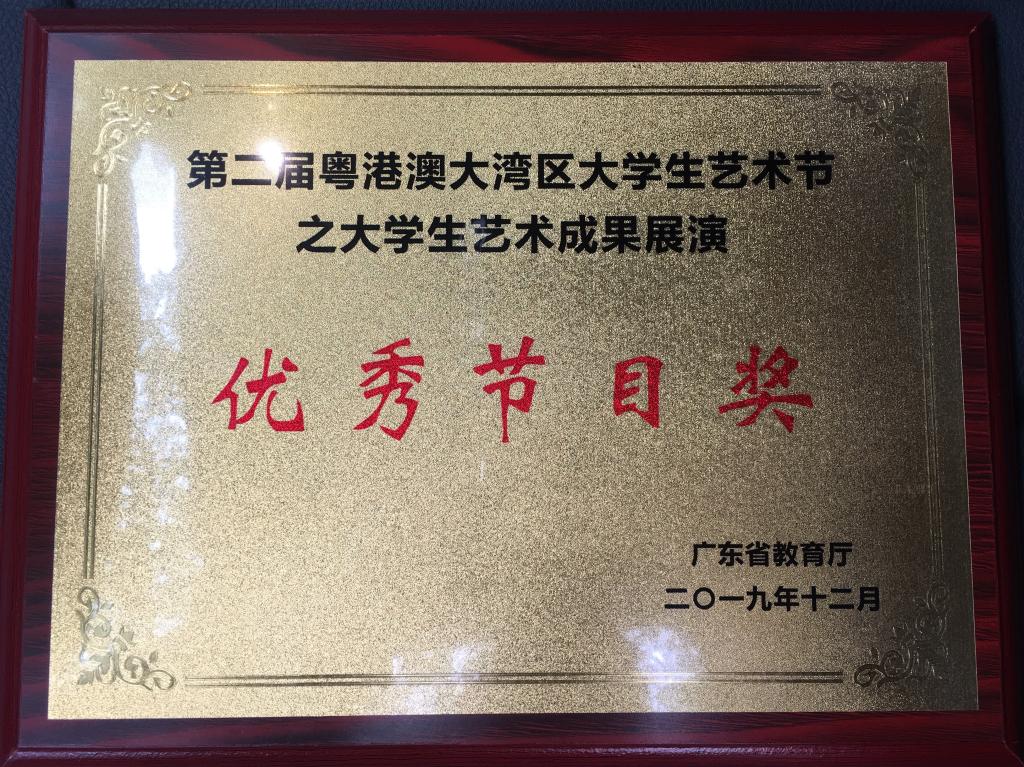 第二届粤港澳大湾区大学生艺术节
之大学生艺术成果展演
优秀节目奖
广东省教育厅
二〇一九年十二月